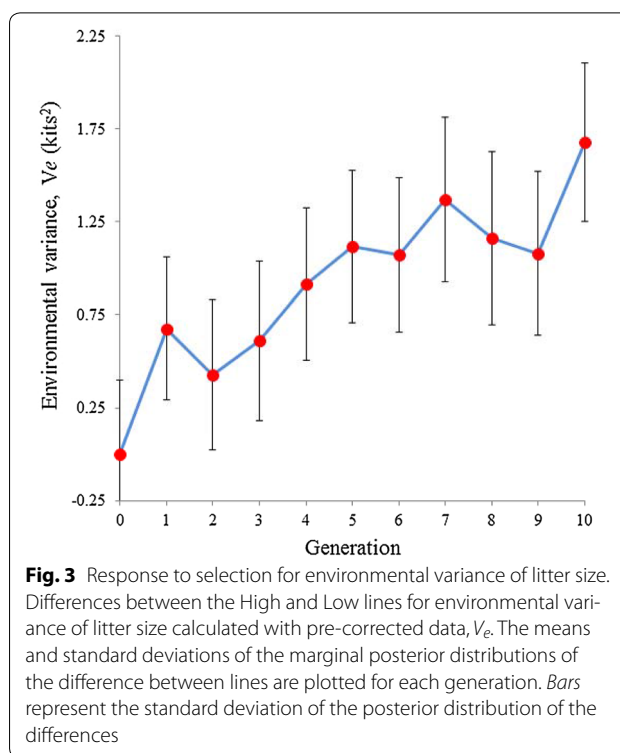 2.25
1.75
1.25
0.75
0.25
-0.25
Environmental variance, Ve (kits²)
0 1 2 3 4 5 6 7 8 9 10
Generation
Fig. 3 Response to selection for environmental variance of litter size.
Differences between the High and Low lines for environmental vari-
ance of litter size calculated with pre-corrected data, Ve. The means
and standard deviations of the marginal posterior distributions of
the difference between lines are plotted for each generation. Bars
represent the standard deviation of the posterior distribution of the
differences